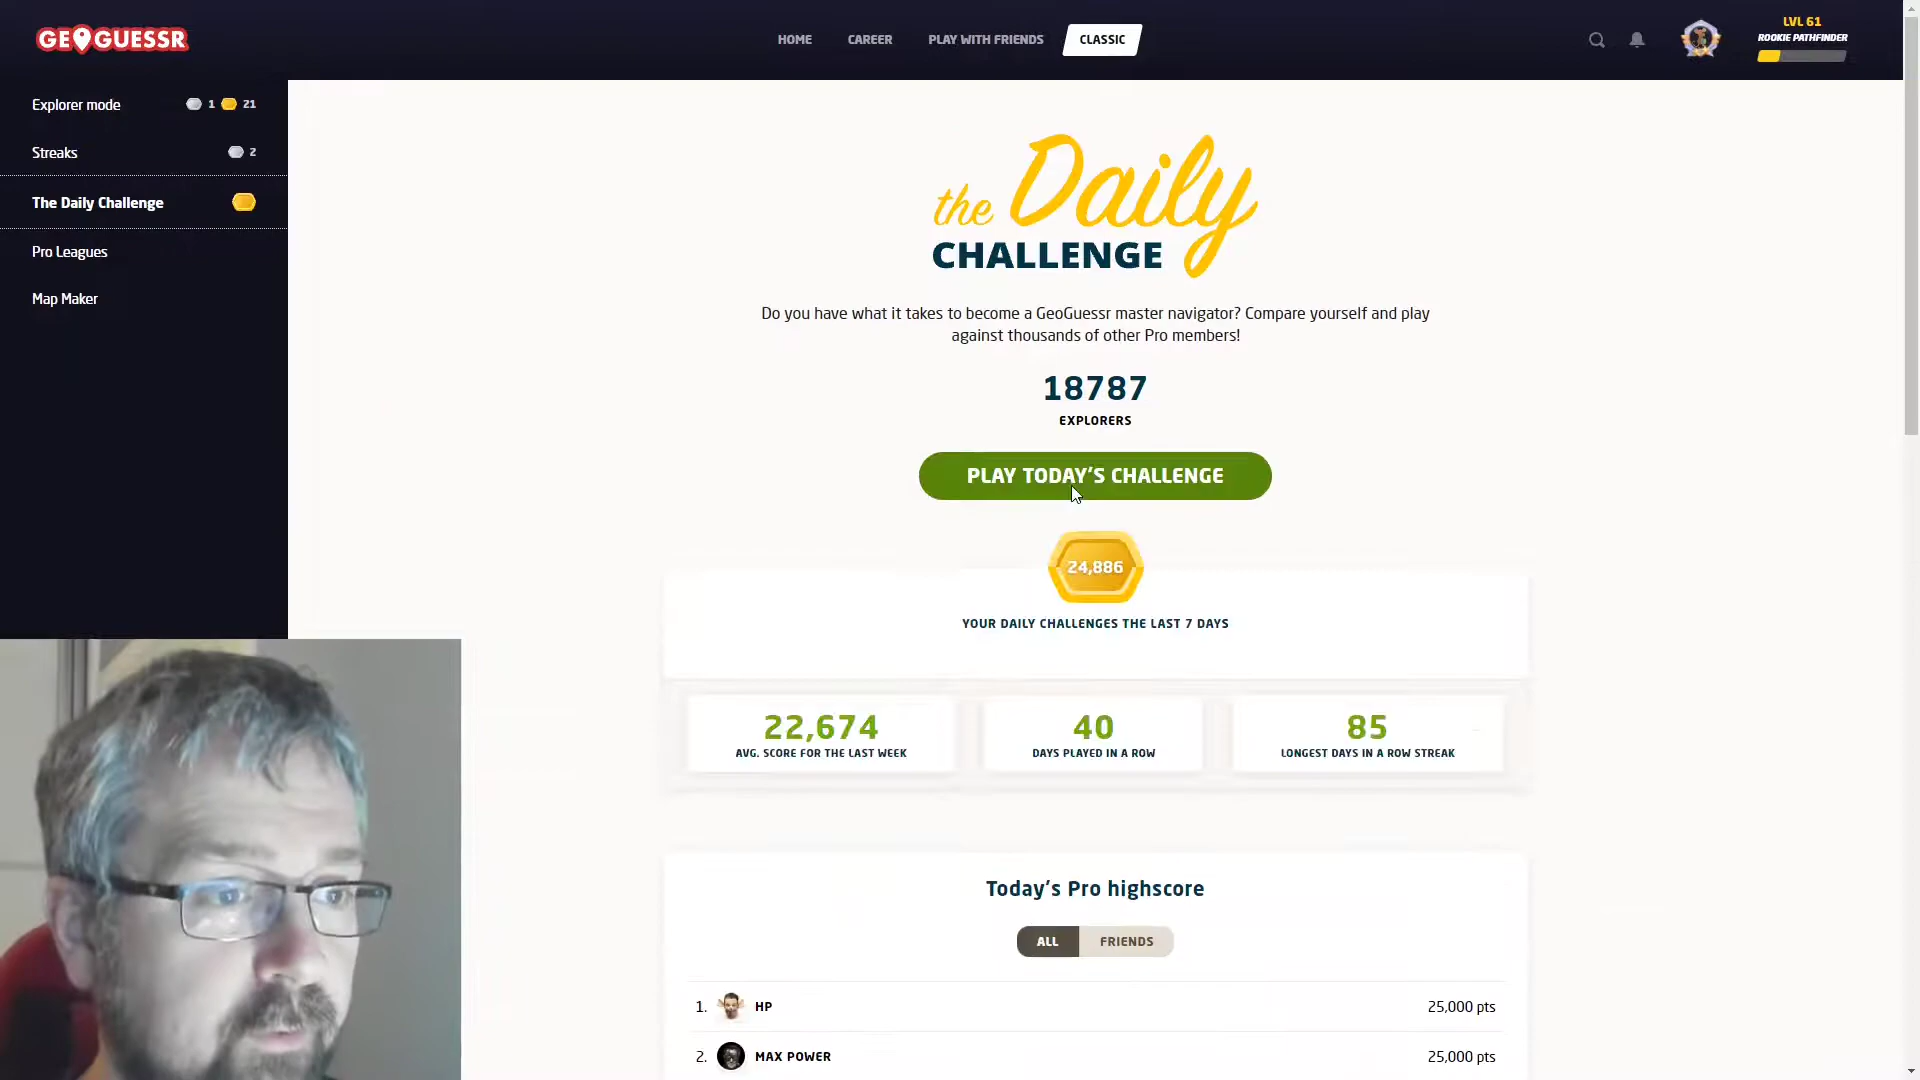 GEOGUESSR
HOME
CAREER
PLAY WITH FRIENDS
CLASSIC
LVL 61
ROOKIE PATHFINDER
Explorer mode 1 21
Streaks 2
The Daily Challenge
Pro Leagues
Map Maker
the Daily
CHALLENGE
Do you have what it takes to become a GeoGuessr master navigator? Compare yourself and play
against thousands of other Pro members!
18787
EXPLORERS
PLAY TODAY'S CHALLENGE
24,886
YOUR DAILY CHALLENGES THE LAST 7 DAYS
22,674
AVG. SCORE FOR THE LAST WEEK
40
DAYS PLAYED IN A ROW
85
LONGEST DAYS IN A ROW STREAK
Today's Pro highscore
ALL
FRIENDS
1. HP 25,000 pts
2. MAX POWER 25,000 pts